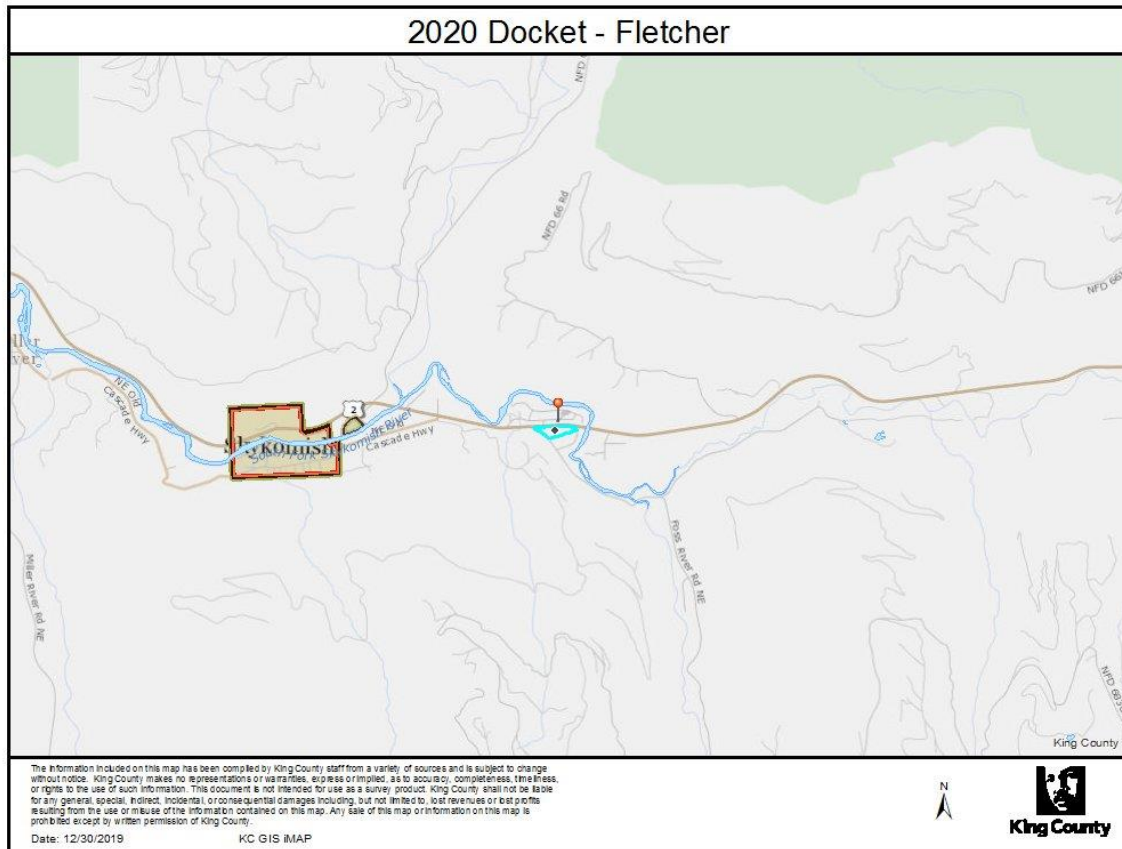 2020 Docket - Fletcher
NFD 6
NFD 66 Rd
NFD 66
ller
ver
NE Old
Cascade Hwy
2
Skykomish
South Fork Skykomish River
NE Old
Cascade Hwy
Miller River Rd NE
Foss River Rd NE
NFD 6830
King County
The information included on this map has been compiled by King County staff from a variety of sources and is subject to change
without notice. King County makes no representations or warranties, express or implied, as to accuracy, completeness, timeliness,
or rights to the use of such information. This document is not intended for use as a survey product. King County shall not be liable
for any general, special, indirect, incidental, or consequential damages including, but not limited to, lost revenues or lost profits
resulting from the use or misuse of the information contained on this map. Any sale of this map or information on this map is
prohibited except by written permission of King County.
Date: 12/30/2019 KC GIS iMAP
N
King County